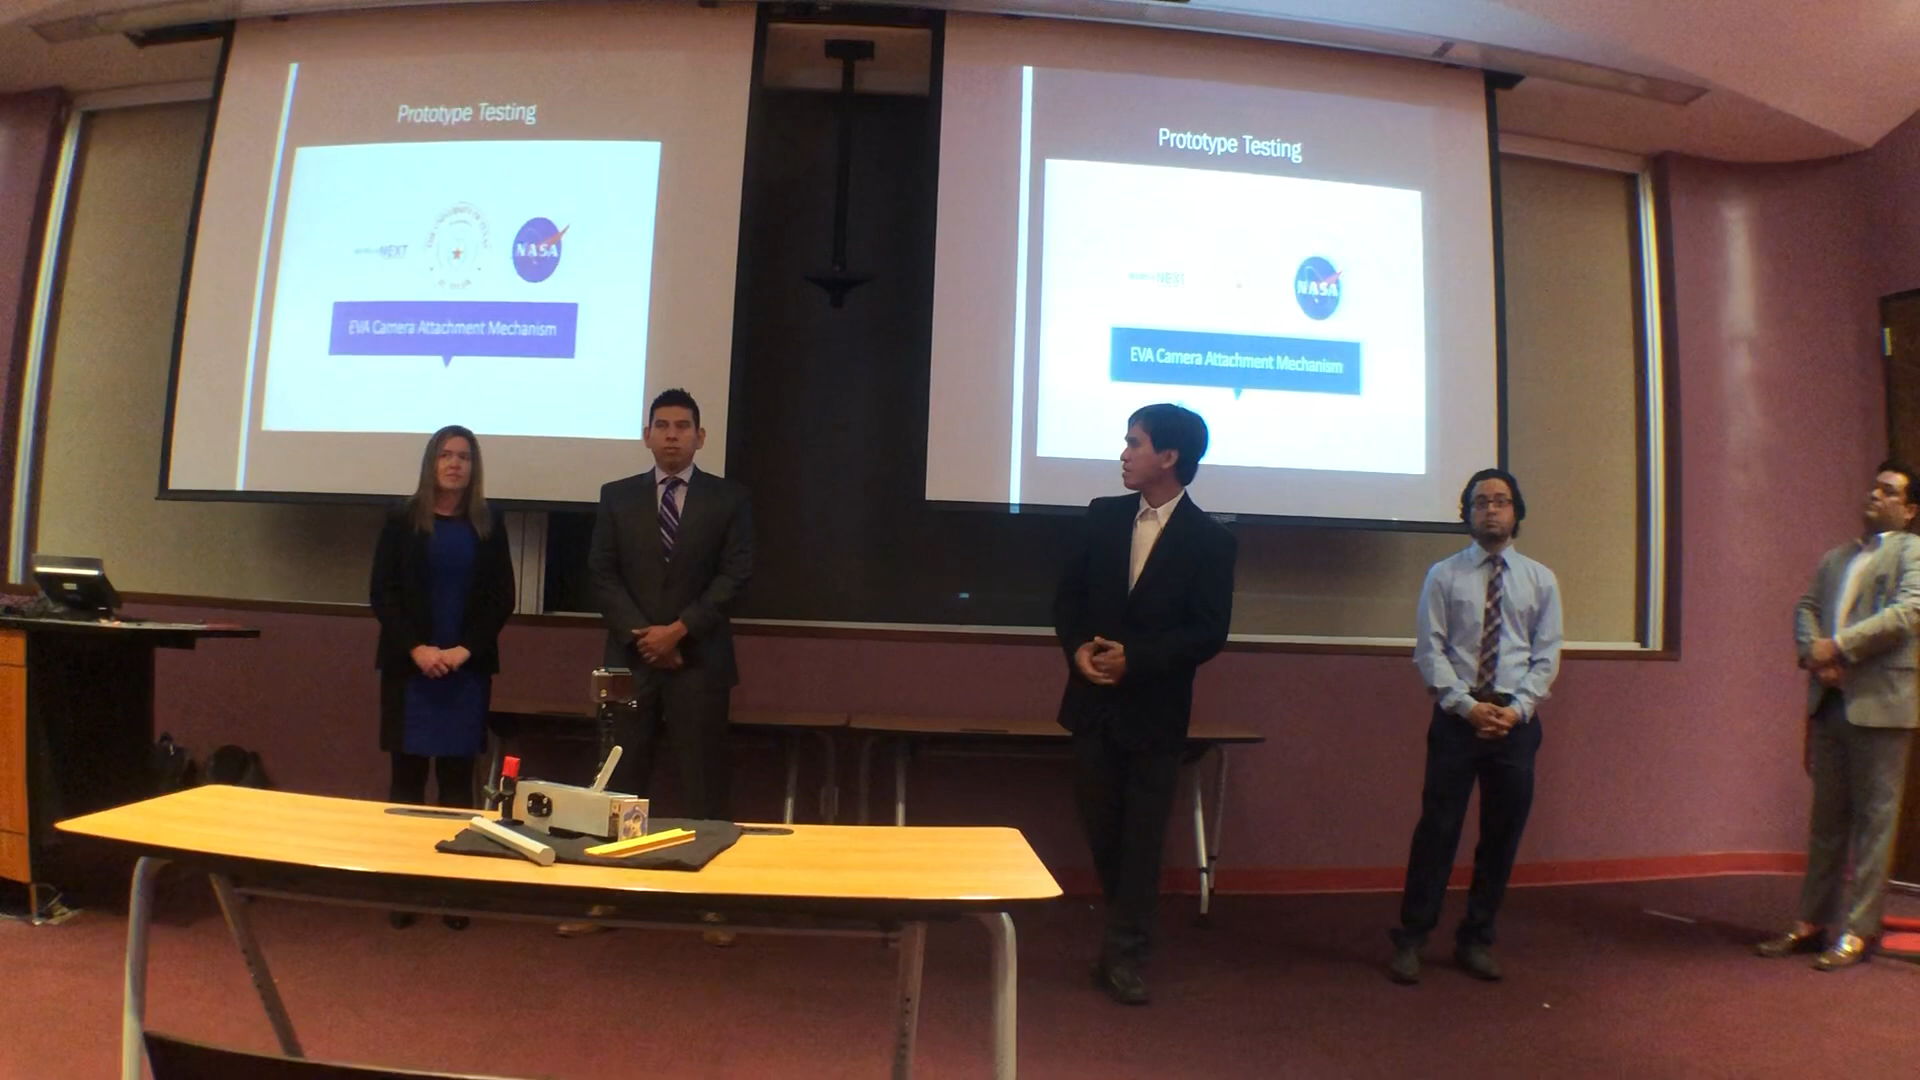 Prototype Testing
NEXT
NASA
EVA Camera Attachment Mechanism
Prototype Testing
NEXT
NASA
EVA Camera Attachment Mechanism